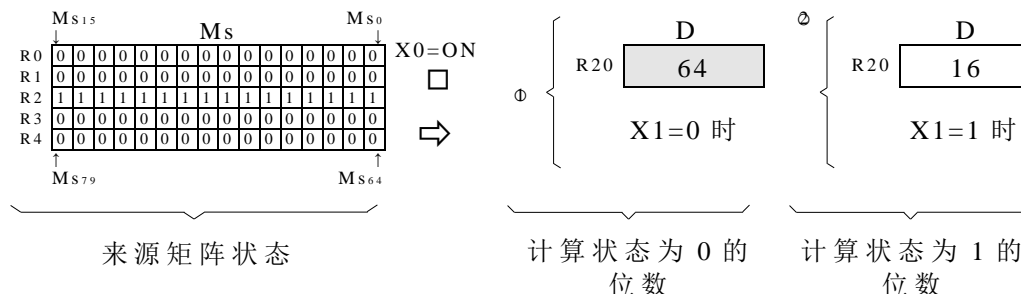 Ms15 Ms0
Ms
R0 0 0 0 0 0 0 0 0 0 0 0 0 0 0 0 0
R1 0 0 0 0 0 0 0 0 0 0 0 0 0 0 0 0
R2 1 1 1 1 1 1 1 1 1 1 1 1 1 1 1 1
R3 0 0 0 0 0 0 0 0 0 0 0 0 0 0 0 0
R4 0 0 0 0 0 0 0 0 0 0 0 0 0 0 0 0
Ms79 Ms64
来源矩阵状态
X0=ON
①
D
R20 64
X1=0 时
计算状态为 0 的
位数
②
D
R20 16
X1=1 时
计算状态为 1 的
位数